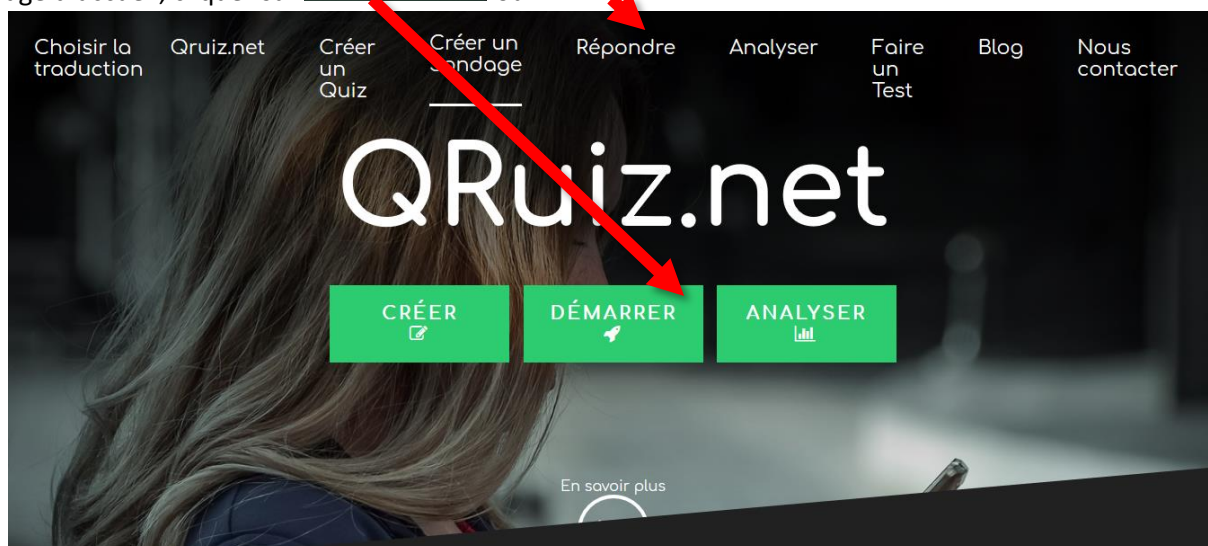 Choisir la
traduction
Qruiz.net
Créer
un
Quiz
Créer un
sondage
Répondre
Analyser
Faire
un
Test
Blog
Nous
contacter
QRuiz.net
CRÉER
DÉMARRER
ANALYSER
En savoir plus